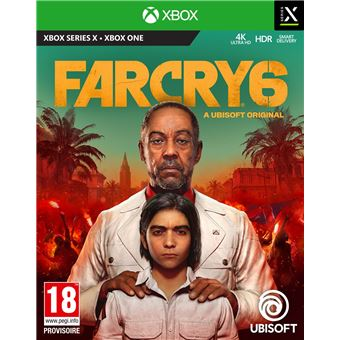 XBOX
XBOX SERIES X • XBOX ONE
4K
ULTRA HD
HDR
SMART
DELIVERY
FARCRY6
A UBISOFT ORIGINAL
18
www.pegi.info
PROVISOIRE
UBISOFT